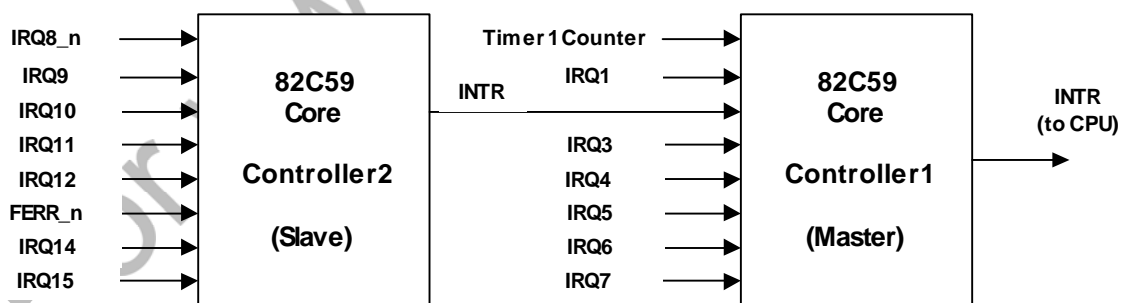 IRQ8_n
IRQ9
IRQ10
IRQ11
IRQ12
FERR_n
IRQ14
IRQ15
82C59
Core
Controller2
(Slave)
INTR
Timer1Counter
IRQ1
IRQ3
IRQ4
IRQ5
IRQ6
IRQ7
82C59
Core
Controller1
(Master)
INTR
(to CPU)